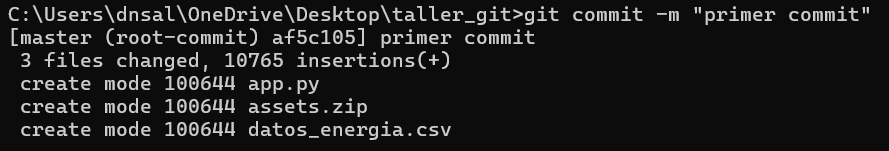 C:\Users\dnsal\OneDrive\Desktop\taller_git>git commit -m "primer commit"
[master (root-commit) af5c105] primer commit
 3 files changed, 10765 insertions(+)
 create mode 100644 app.py
 create mode 100644 assets.zip
 create mode 100644 datos_energia.csv